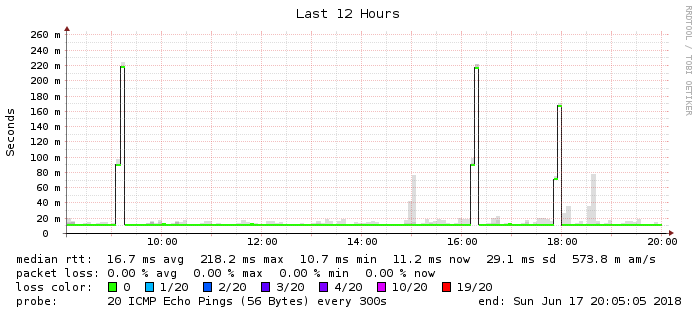 Last 12 Hours
RRDTOOL / TOBI OETIKER
Seconds
260 m
240 m
220 m
200 m
180 m
160 m
140 m
120 m
100 m
80 m
60 m
40 m
20 m
0
10:00 12:00 14:00 16:00 18:00 20:00
median rtt: 16.7 ms avg 218.2 ms max 10.7 ms min 11.2 ms now 29.1 ms sd 573.8 m am/s
packet loss: 0.00 % avg 0.00 % max 0.00 % min 0.00 % now
loss color: 0 1/20 2/20 3/20 4/20 10/20 19/20
probe: 20 ICMP Echo Pings (56 Bytes) every 300s end: Sun Jun 17 20:05:05 2018